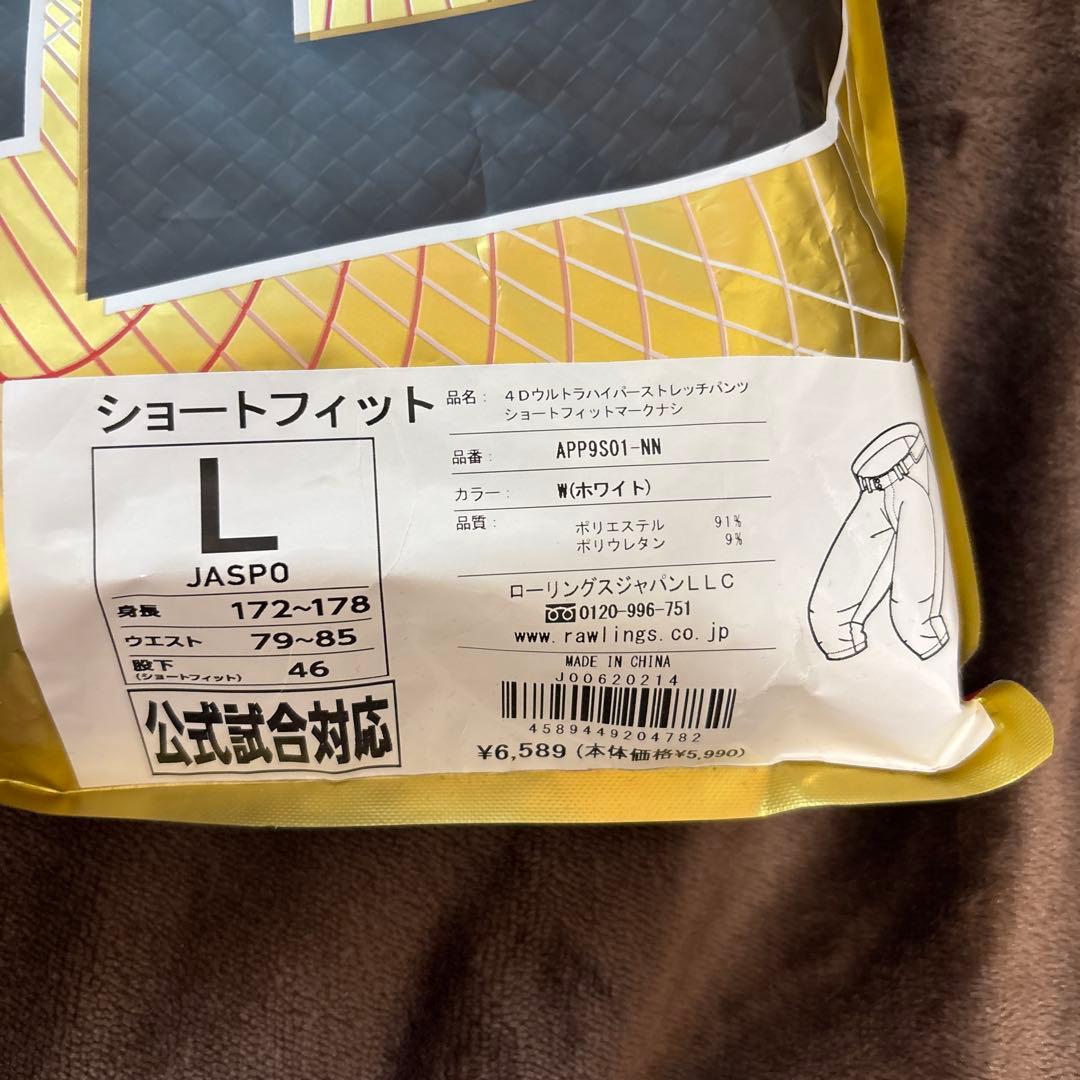 ショートフィット
L
JASPO
身長 172~178
ウエスト 79~85
股下 46
(ショートフィット)
公式試合対応
品名: 4Dウルトラハイパーストレッチパンツ
ショートフィットマークナシ
品番: APP9S01-NN
カラー: W(ホワイト)
品質: ポリエステル 91%
ポリウレタン 9%
ローリングスジャパンLLC
0120-996-751
www.rawlings.co.jp
MADE IN CHINA
J00620214
4589449204782
¥6,589 (本体価格¥5,990)